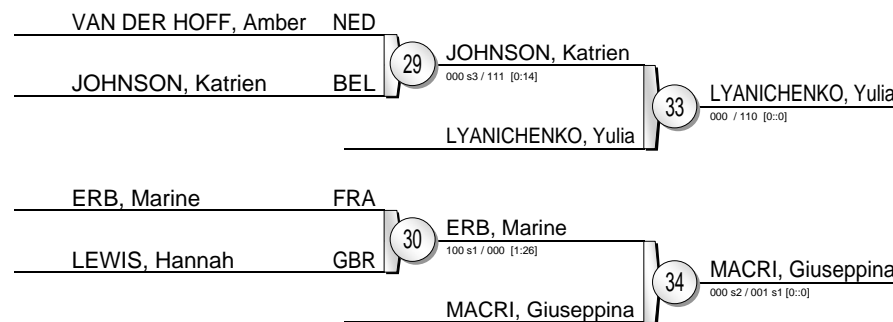 VAN DER HOFF, Amber NED
29
JOHNSON, Katrien
000 s3 / 111 [0:14]
JOHNSON, Katrien BEL
33
LYANICHENKO, Yulia
000 / 110 [0::0]
LYANICHENKO, Yulia
ERB, Marine FRA
30
ERB, Marine
100 s1 / 000 [1:26]
LEWIS, Hannah GBR
34
MACRI, Giuseppina
000 s2 / 001 s1 [0::0]
MACRI, Giuseppina